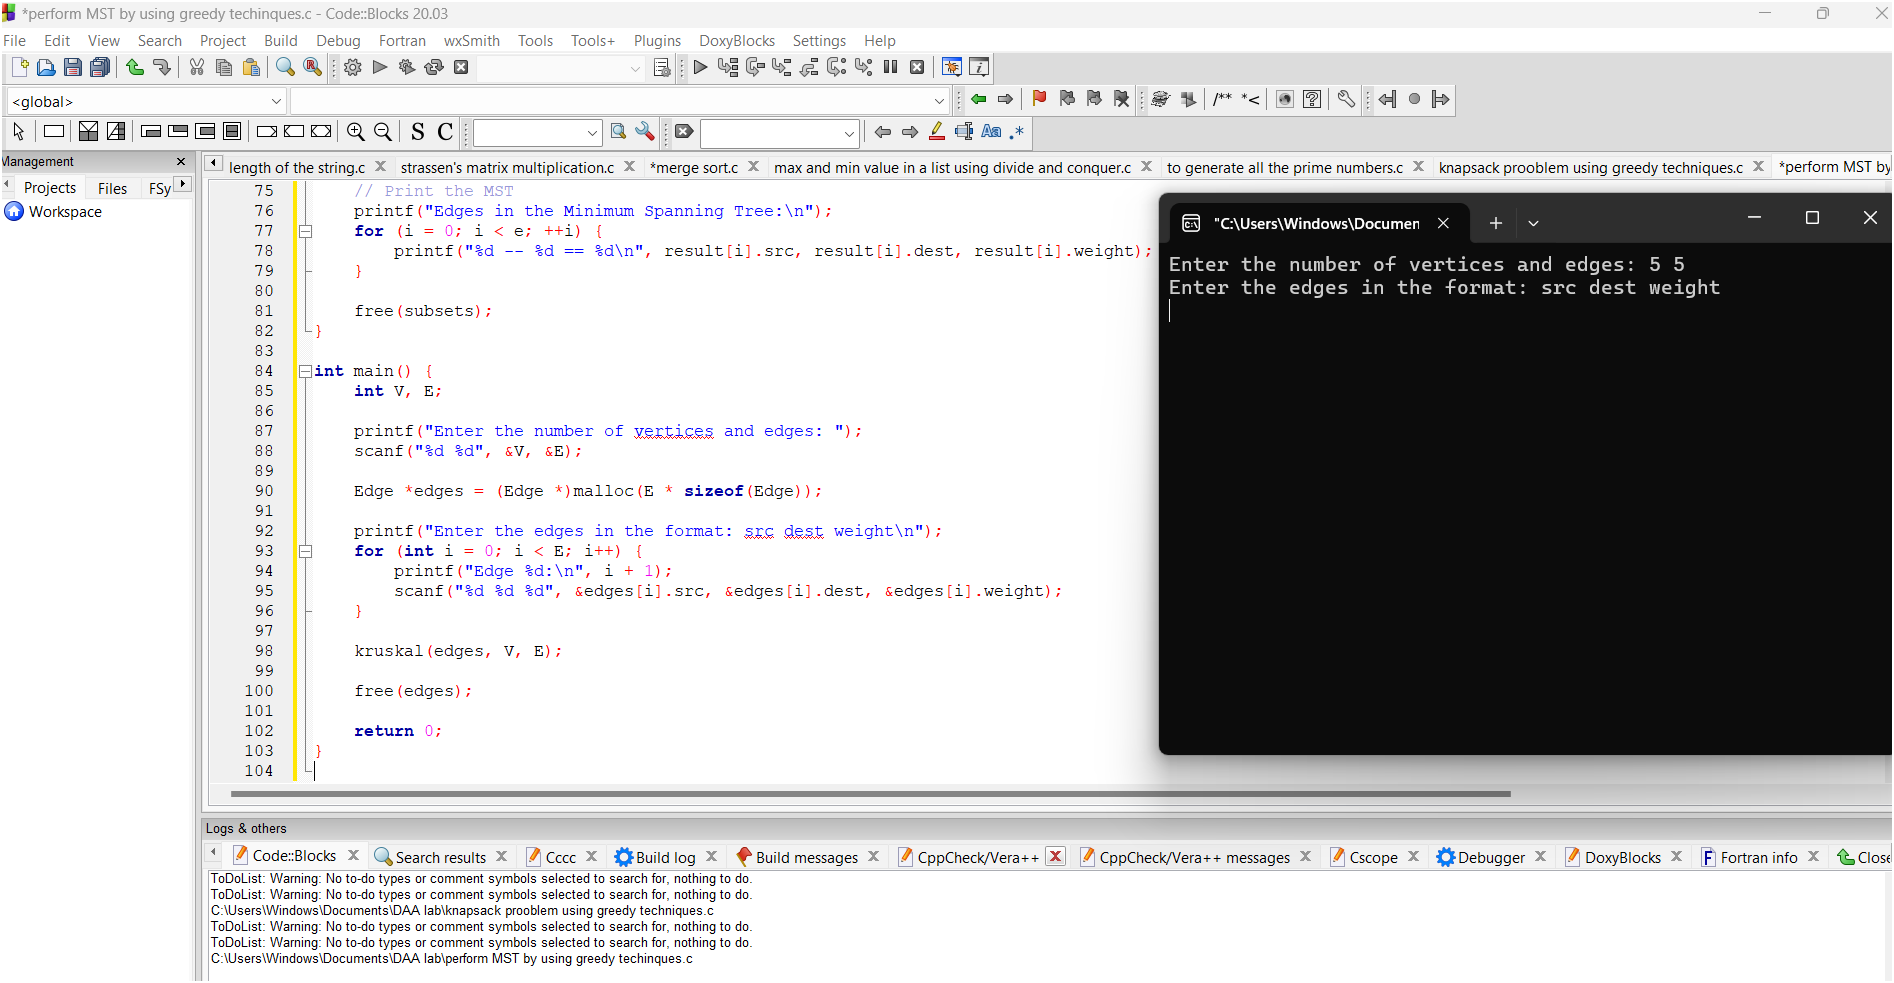 *perform MST by using greedy techinques.c - Code::Blocks 20.03
File Edit View Search Project Build Debug Fortran wxSmith Tools Tools+ Plugins DoxyBlocks Settings Help
<global>
/** *<
S C
Aa .*
Management
length of the string.c
strassen's matrix multiplication.c
*merge sort.c
max and min value in a list using divide and conquer.c
to generate all the prime numbers.c
knapsack prooblem using greedy techniques.c
*perform MST by
Projects Files FSy
Workspace
75 // Print the MST
76 printf("Edges in the Minimum Spanning Tree:\n");
77 for (i = 0; i < e; ++i) {
78 printf("%d -- %d == %d\n", result[i].src, result[i].dest, result[i].weight);
79 }
80
81 free(subsets);
82 }
83
84 int main() {
85 int V, E;
86
87 printf("Enter the number of vertices and edges: ");
88 scanf("%d %d", &V, &E);
89
90 Edge *edges = (Edge *)malloc(E * sizeof(Edge));
91
92 printf("Enter the edges in the format: src dest weight\n");
93 for (int i = 0; i < E; i++) {
94 printf("Edge %d:\n", i + 1);
95 scanf("%d %d %d", &edges[i].src, &edges[i].dest, &edges[i].weight);
96 }
97
98 kruskal(edges, V, E);
99
100 free(edges);
101
102 return 0;
103 }
104
"C:\Users\Windows\Documen
Enter the number of vertices and edges: 5 5
Enter the edges in the format: src dest weight
Logs & others
Code::Blocks
Search results
Cccc
Build log
Build messages
CppCheck/Vera++
CppCheck/Vera++ messages
Cscope
Debugger
DoxyBlocks
Fortran info
Close
ToDoList: Warning: No to-do types or comment symbols selected to search for, nothing to do.
ToDoList: Warning: No to-do types or comment symbols selected to search for, nothing to do.
C:\Users\Windows\Documents\DAA lab\knapsack prooblem using greedy techniques.c
ToDoList: Warning: No to-do types or comment symbols selected to search for, nothing to do.
ToDoList: Warning: No to-do types or comment symbols selected to search for, nothing to do.
C:\Users\Windows\Documents\DAA lab\perform MST by using greedy techinques.c